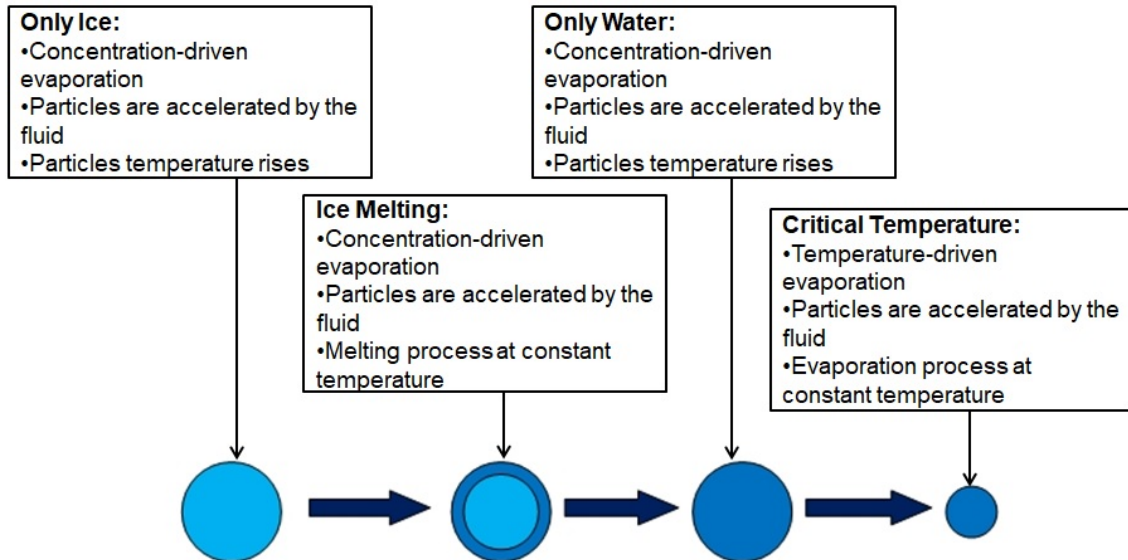 Only Ice:
•Concentration-driven
evaporation
•Particles are accelerated by the
fluid
•Particles temperature rises
Only Water:
•Concentration-driven
evaporation
•Particles are accelerated by the
fluid
•Particles temperature rises
Ice Melting:
•Concentration-driven
evaporation
•Particles are accelerated by the
fluid
•Melting process at constant
temperature
Critical Temperature:
•Temperature-driven
evaporation
•Particles are accelerated by the
fluid
•Evaporation process at
constant temperature